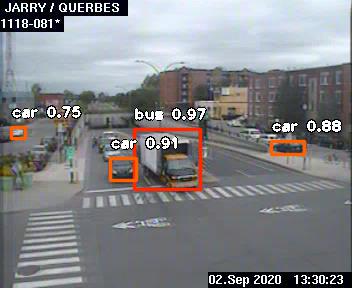 JARRY / QUERBES
1118-081*
car 0.75
bus 0.97
car 0.91
car 0.88
02.Sep 2020 13:30:23